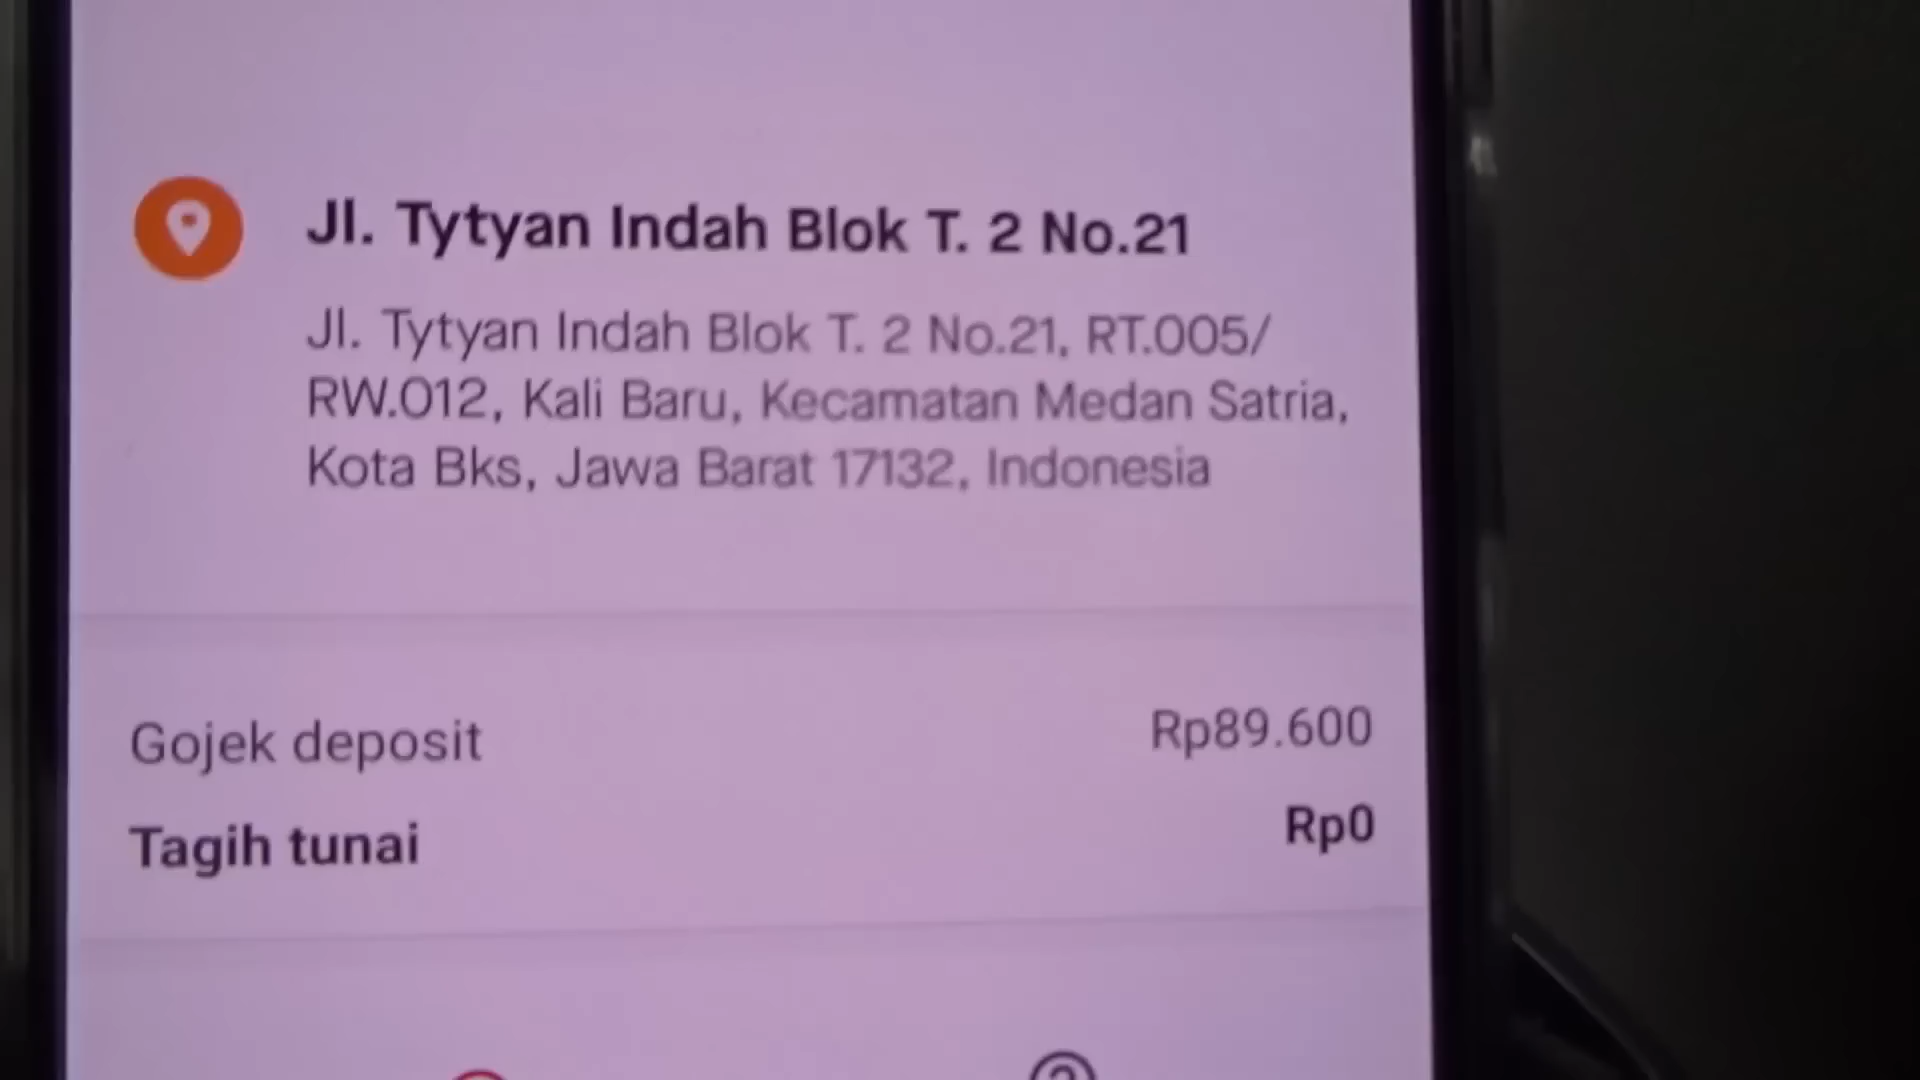 Jl. Tytyan Indah Blok T. 2 No.21
Jl. Tytyan Indah Blok T. 2 No.21, RT.005/
RW.012, Kali Baru, Kecamatan Medan Satria,
Kota Bks, Jawa Barat 17132, Indonesia
Gojek deposit Rp89.600
Tagih tunai Rp0